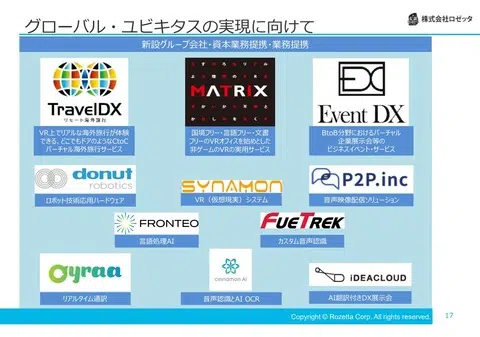 グローバル・ユビキタスの実現に向けて
株式会社ロゼッタ
新設グループ会社・資本業務提携・業務提携
TravelDX
リモート海外旅行
VR上でリアルな海外旅行が体験
できる、どこでもドアのようなCtoC
バーチャル海外旅行サービス
MATRIX
国境フリー・言語フリー・文書
フリーのVRオフィスを始めとした
非ゲームのVRの実用サービス
Event DX
BtoB分野におけるバーチャル
企業展示会等の
ビジネスイベント・サービス
donut
robotics
ロボット技術応用ハードウェア
SYNAMON
VR（仮想現実）システム
P2P.inc
音声映像配信ソリューション
FRONTEO
言語処理AI
FUETREK
カスタム音声認識
Oyraa
リアルタイム通訳
cinnamon AI
音声認識とAI OCR
iDEACLOUD
AI翻訳付きDX展示会
Copyright © Rozetta Corp. All rights reserved.
17